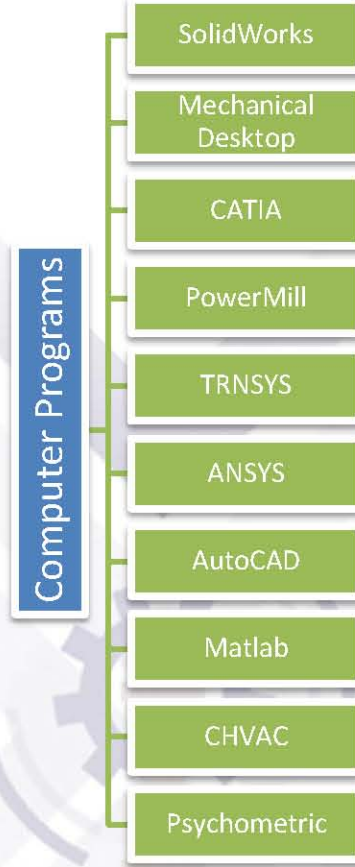 Computer Programs
SolidWorks
Mechanical
Desktop
CATIA
PowerMill
TRNSYS
ANSYS
AutoCAD
Matlab
CHVAC
Psychometric